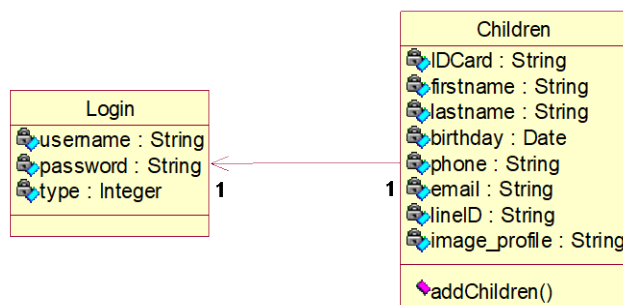 Login
username : String
password : String
type : Integer
1
1
Children
IDCard : String
firstname : String
lastname : String
birthday : Date
phone : String
email : String
lineID : String
image_profile : String
addChildren()